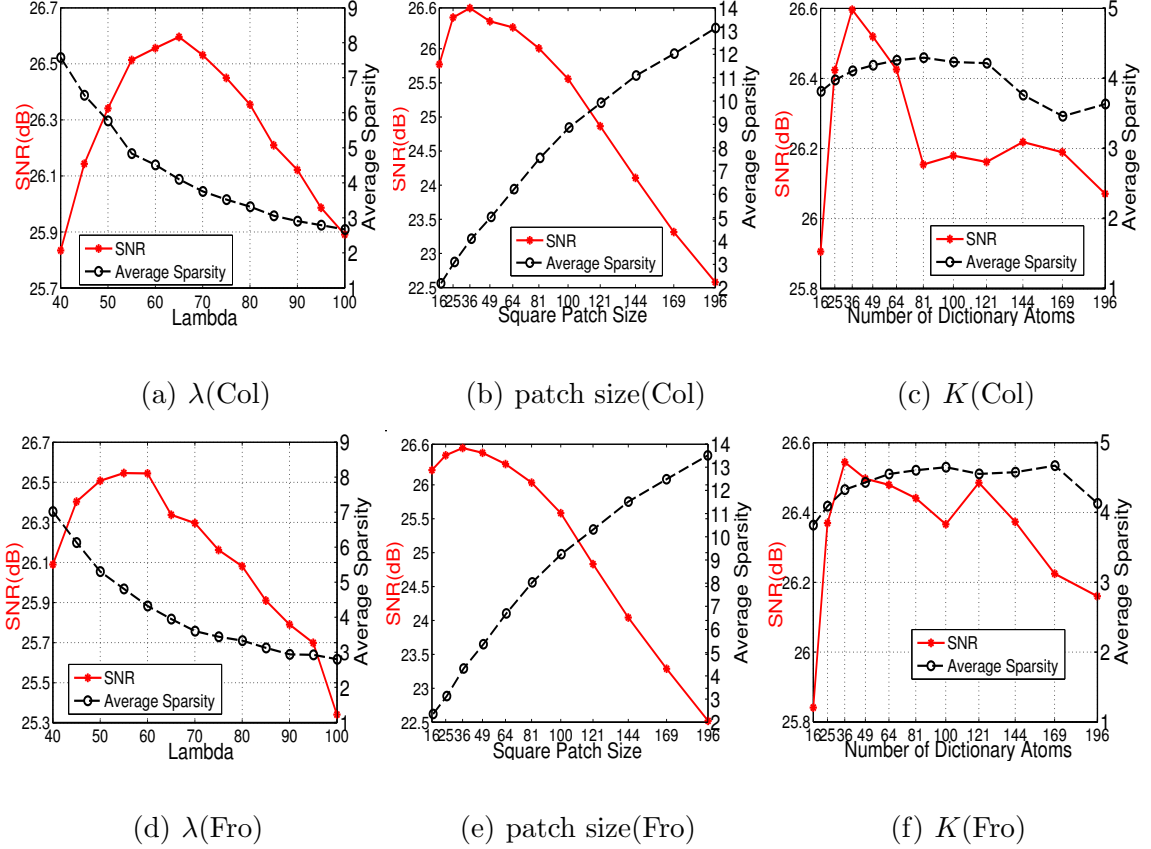 26.7
26.5
26.3
26.1
25.9
25.7
SNR(dB)
9
8
7
6
5
4
3
2
1
Average Sparsity
SNR
Average Sparsity
40 50 60 70 80 90 100
Lambda
(a) λ(Col)
26.6
26
25.5
25
24.5
24
23.5
23
22.5
SNR(dB)
14
13
12
11
10
9
8
7
6
5
4
3
2
Average Sparsity
SNR
Average Sparsity
16 25 36 49 64 81 100 121 144 169 196
Square Patch Size
(b) patch size(Col)
26.6
26.4
26.2
26
25.8
SNR(dB)
5
4
3
2
1
Average Sparsity
SNR
Average Sparsity
16 25 36 49 64 81 100 121 144 169 196
Number of Dictionary Atoms
(c) K(Col)
26.7
26.5
26.3
26.1
25.9
25.7
25.5
25.3
SNR(dB)
9
8
7
6
5
4
3
2
1
Average Sparsity
SNR
Average Sparsity
40 50 60 70 80 90 100
Lambda
(d) λ(Fro)
26.6
26
25.5
25
24.5
24
23.5
23
22.5
SNR(dB)
14
13
12
11
10
9
8
7
6
5
4
3
2
Average Sparsity
SNR
Average Sparsity
16 25 36 49 64 81 100 121 144 169 196
Square Patch Size
(e) patch size(Fro)
26.6
26.4
26.2
26
25.8
SNR(dB)
5
4
3
2
1
Average Sparsity
SNR
Average Sparsity
16 25 36 49 64 81 100 121 144 169 196
Number of Dictionary Atoms
(f) K(Fro)